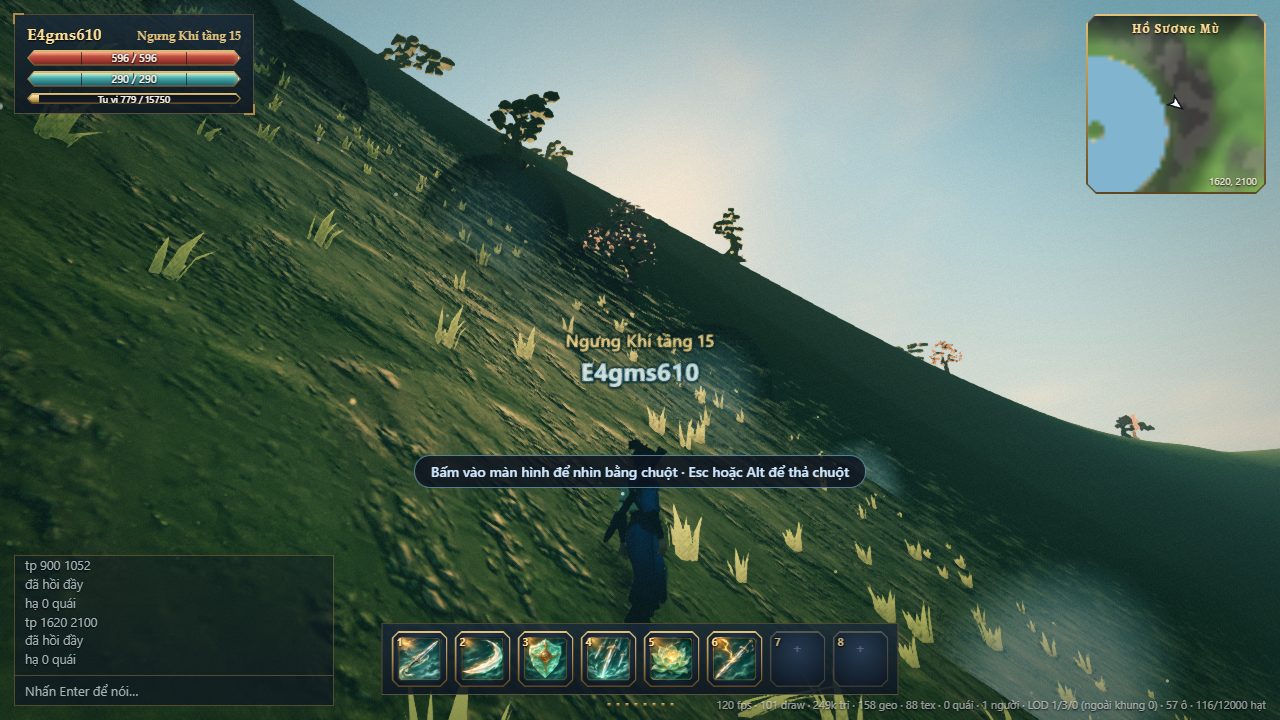 E4gms610 Ngưng Khí tầng 15
596 / 596
290 / 290
Tu vi 779 / 15750
Hồ Sương Mù
1620, 2100
Ngưng Khí tầng 15
E4gms610
Bấm vào màn hình để nhìn bằng chuột · Esc hoặc Alt để thả chuột
tp 900 1052
đã hồi đầy
hạ 0 quái
tp 1620 2100
đã hồi đầy
hạ 0 quái
Nhấn Enter để nói...
1 2 3 4 5 6 7 8
+ +
120 fps · 101 draw · 249k tri · 158 geo · 88 tex · 0 quái · 1 người · LOD 1/3/0 (ngoài khung 0) · 57 ô · 116/12000 hạt